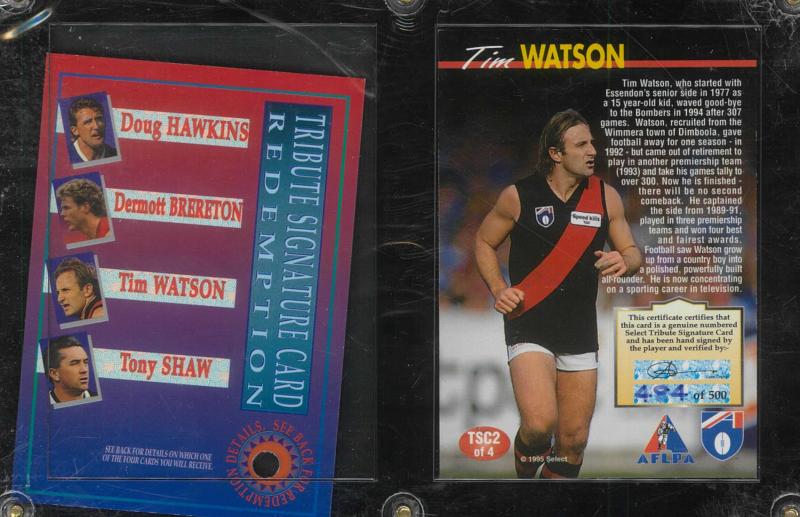 Doug HAWKINS
Dermott BRERETON
Tim WATSON
Tony SHAW
TRIBUTE SIGNATURE CARD
REDEMPTION
SEE BACK FOR DETAILS ON WHICH ONE
OF THE FOUR CARDS YOU WILL RECEIVE.
SEE BACK FOR REDEMPTION DETAILS.
Tim WATSON
Tim Watson, who started with
Essendon's senior side in 1977 as
a 15 year-old kid, waved good-bye
to the Bombers in 1994 after 307
games. Watson, recruited from the
Wimmera town of Dimboola, gave
football away for one season - in
1992 - but came out of retirement to
play in another premiership team
(1993) and take his games tally to
over 300. Now he is finished -
there will be no second
comeback. He captained
the side from 1989-91,
played in three premiership
teams and won four best
and fairest awards.
Football saw Watson grow
up from a country boy into
a polished, powerfully built
all-rounder. He is now concentrating
on a sporting career in television.
Speed kills
This certificate certifies that
this card is a genuine numbered
Select Tribute Signature Card
and has been hand signed by
the player and verified by:-
484 of 500
TSC2
of 4
© 1995 Select
AFLPA